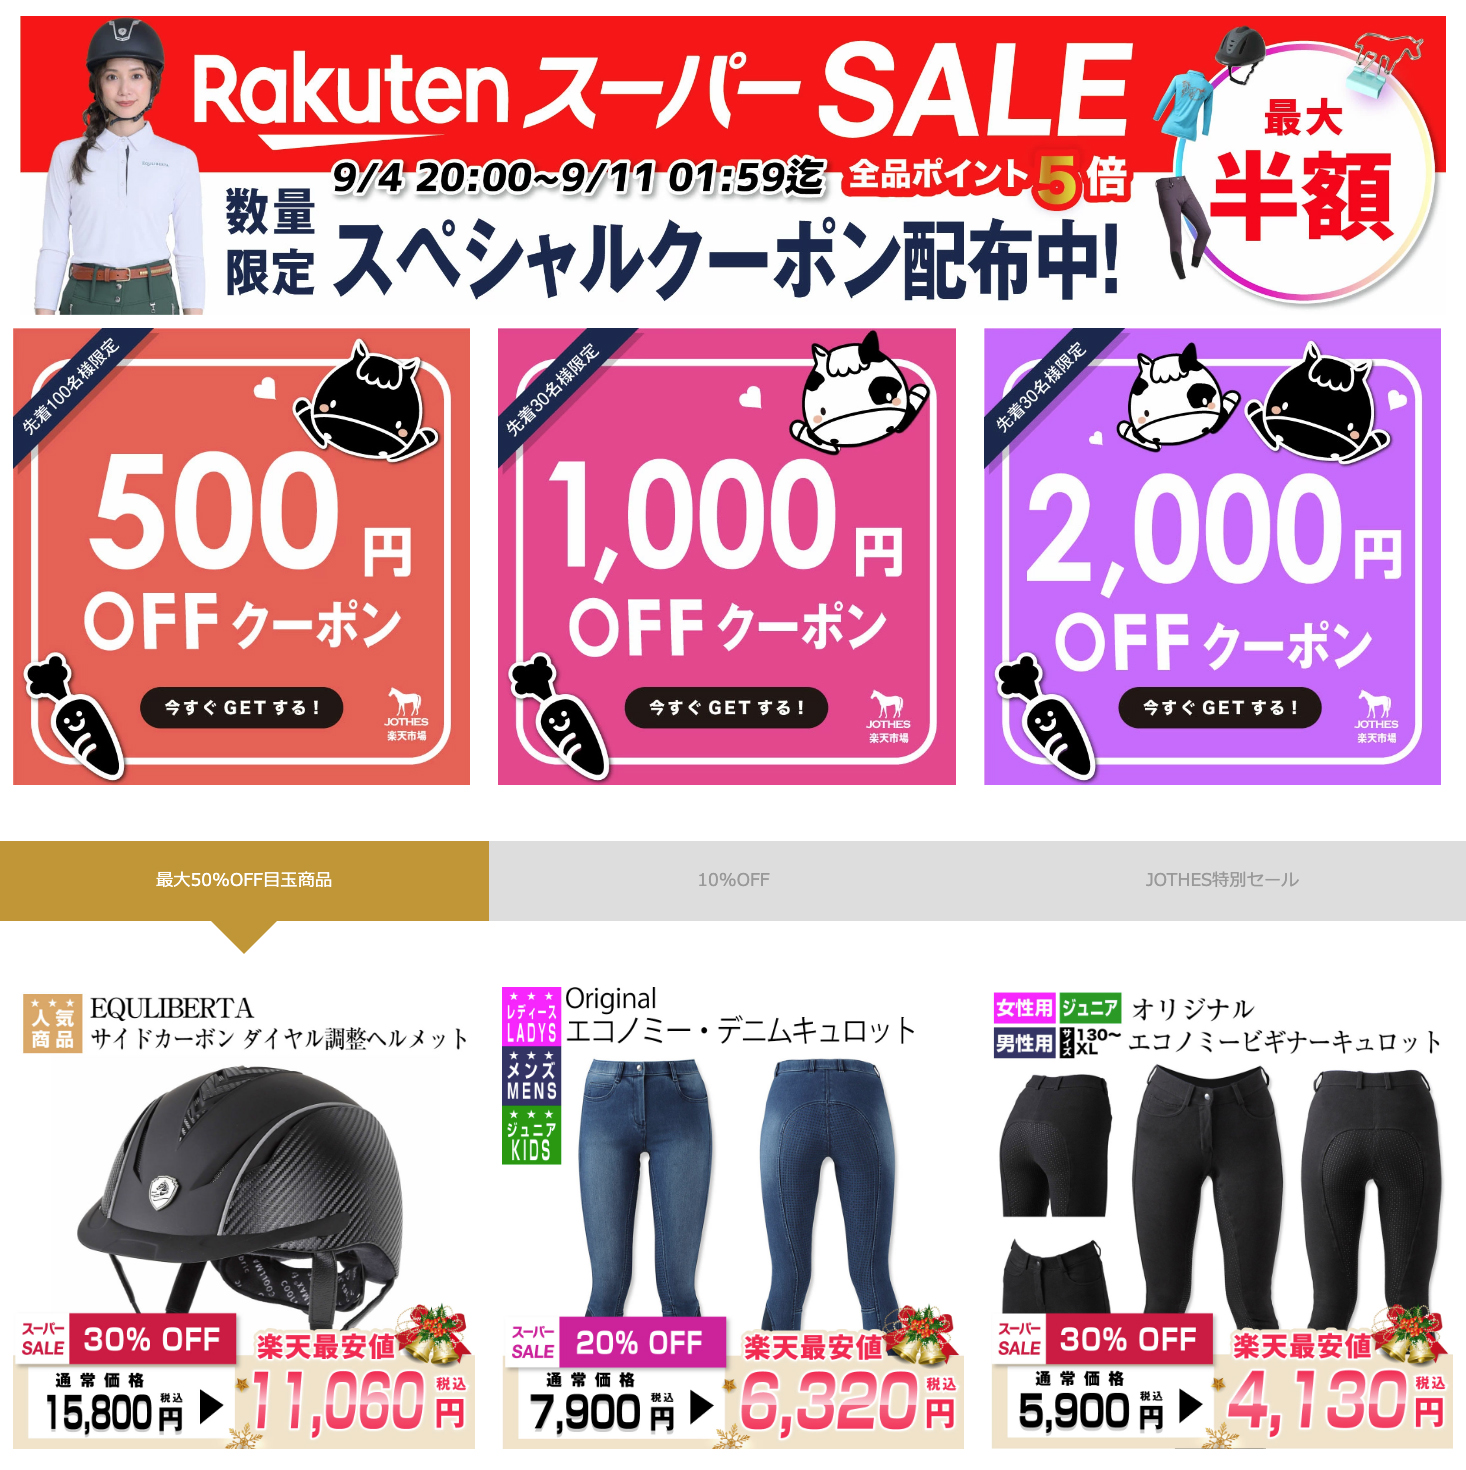 Rakuten スーパー SALE
9/4 20:00~9/11 01:59迄
全品ポイント5倍
数量
限定
スペシャルクーポン配布中!
最大
半額
Equliberta
先着100名様限定
500円
OFFクーポン
今すぐGETする!
JOTHES
楽天市場
先着30名様限定
1,000円
OFFクーポン
今すぐGETする!
JOTHES
楽天市場
先着30名様限定
2,000円
OFFクーポン
今すぐGETする!
JOTHES
楽天市場
最大50%OFF目玉商品
10%OFF
JOTHES特別セール
人気
商品
EQULIBERTA
サイドカーボン ダイヤル調整ヘルメット
スーパー
SALE
30% OFF
楽天最安値
通常価格
15,800円 税込
11,060円 税込
レディース
LADYS
メンズ
MENS
ジュニア
KIDS
Original
エコノミー・デニムキュロット
スーパー
SALE
20% OFF
楽天最安値
通常価格
7,900円 税込
6,320円 税込
女性用 ジュニア
男性用 サイズ 130~XL
オリジナル
エコノミービギナーキュロット
スーパー
SALE
30% OFF
楽天最安値
通常価格
5,900円 税込
4,130円 税込